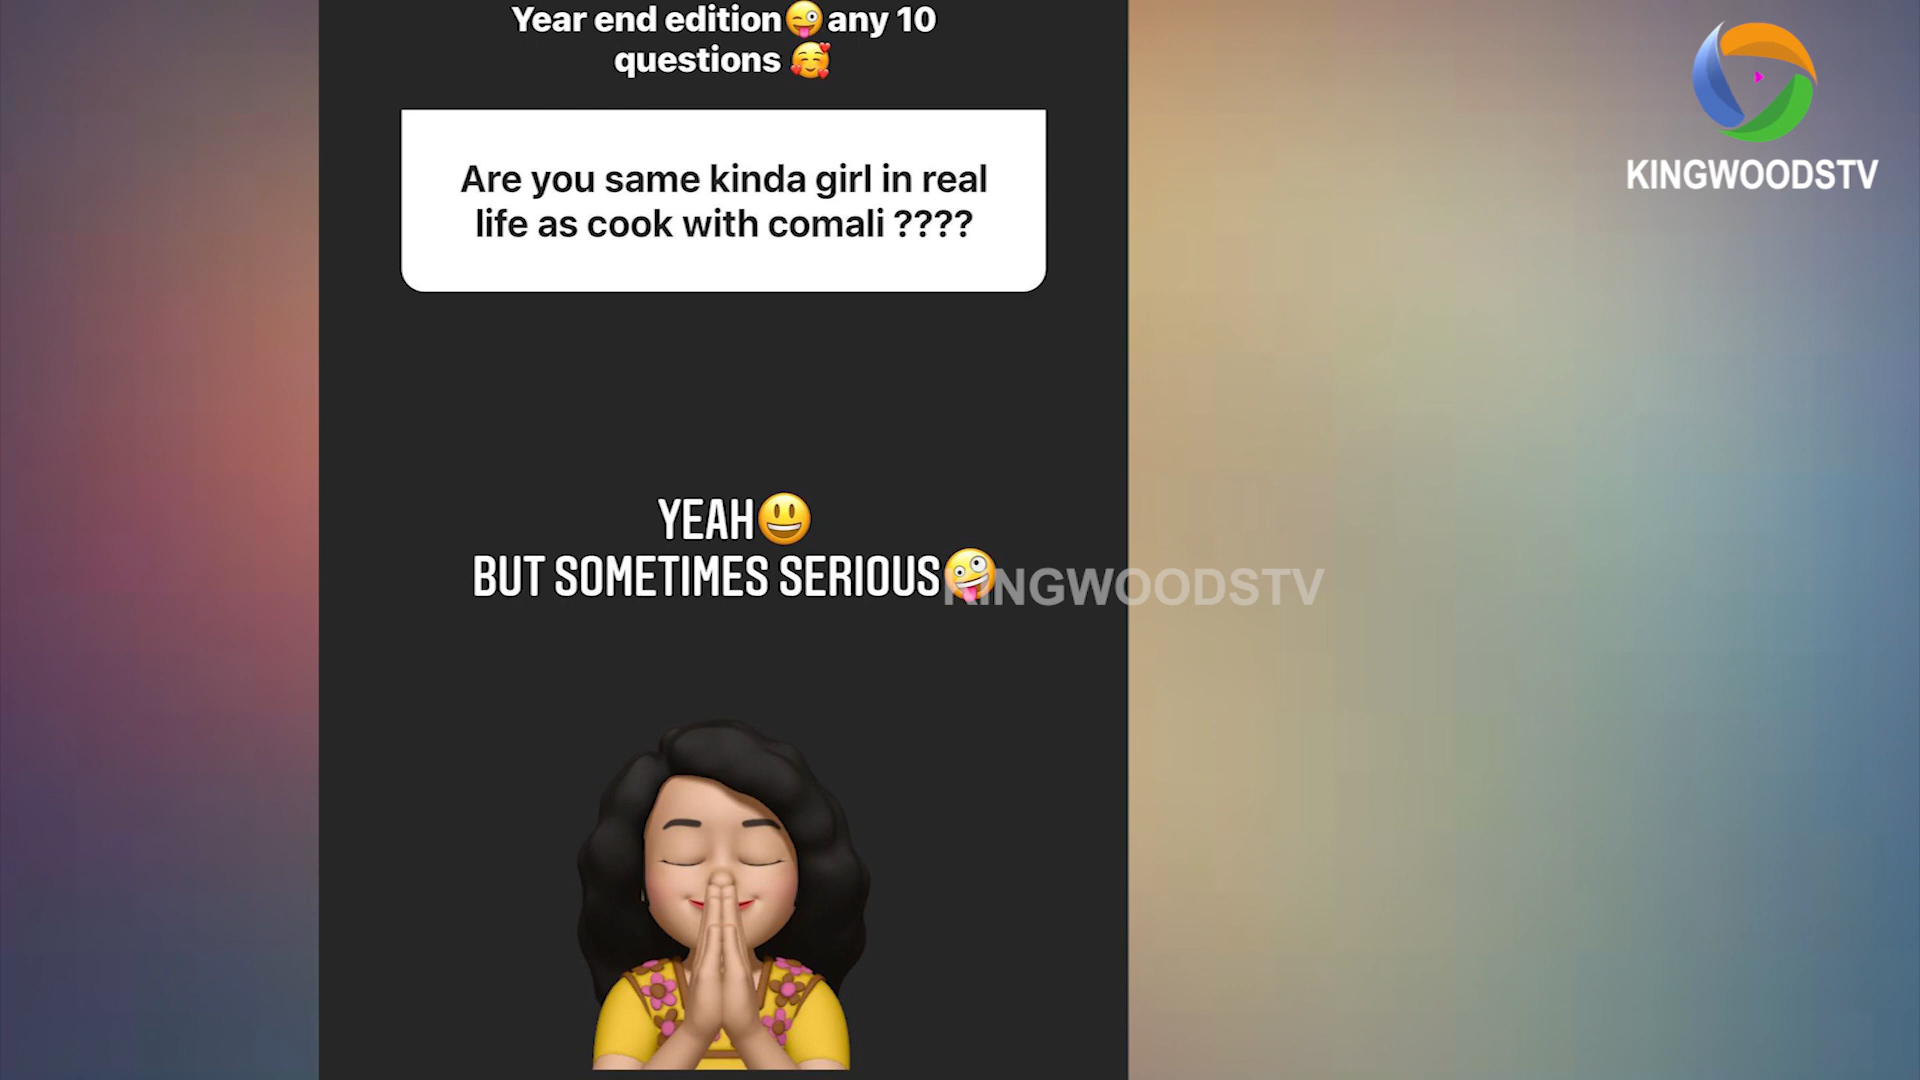 Year end edition😜any 10
questions 🥰
KINGWOODSTV
Are you same kinda girl in real
life as cook with comali ????
YEAH😃
BUT SOMETIMES SERIOUS🤪
KINGWOODSTV